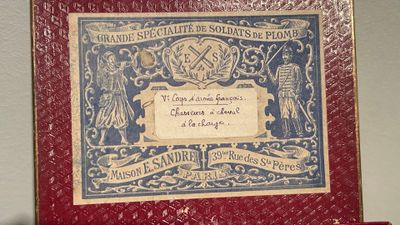 GRANDE SPÉCIALITÉ DE SOLDATS DE PLOMB
E S
VI Corps d'armée français.
Chasseurs à cheval
à la charge.
MAISON E. SANDRE
39 bis RUE DES Sts PÈRES
PARIS